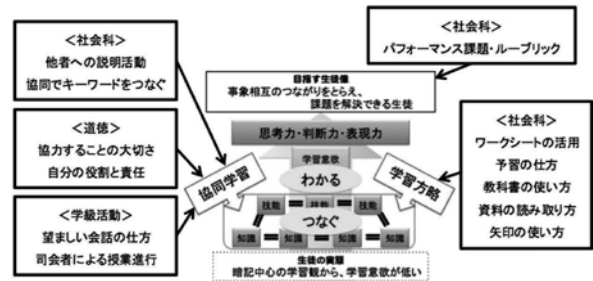 <社会科>
他者への説明活動
協同でキーワードをつなぐ
<道徳>
協力することの大切さ
自分の役割と責任
<学級活動>
望ましい会話の仕方
司会者による授業進行
<社会科>
パフォーマンス課題・ルーブリック
目指す生徒像
事象相互のつながりをとらえ、
課題を解決できる生徒
思考力・判断力・表現力
学習意欲
わかる
協同学習
学習方略
技能 技能 技能
つなぐ
知識 知識 知識 知識
生徒の実態
暗記中心の学習観から、学習意欲が低い
<社会科>
ワークシートの活用
予習の仕方
教科書の使い方
資料の読み取り方
矢印の使い方